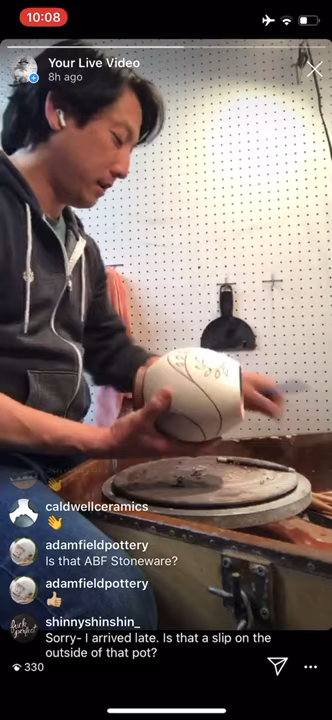 10:08
Your Live Video
8h ago
caldwellceramics
👋
adamfieldpottery
Is that ABF Stoneware?
adamfieldpottery
👍🏼
shinnyshinshin_
Sorry- I arrived late. Is that a slip on the
outside of that pot?
330